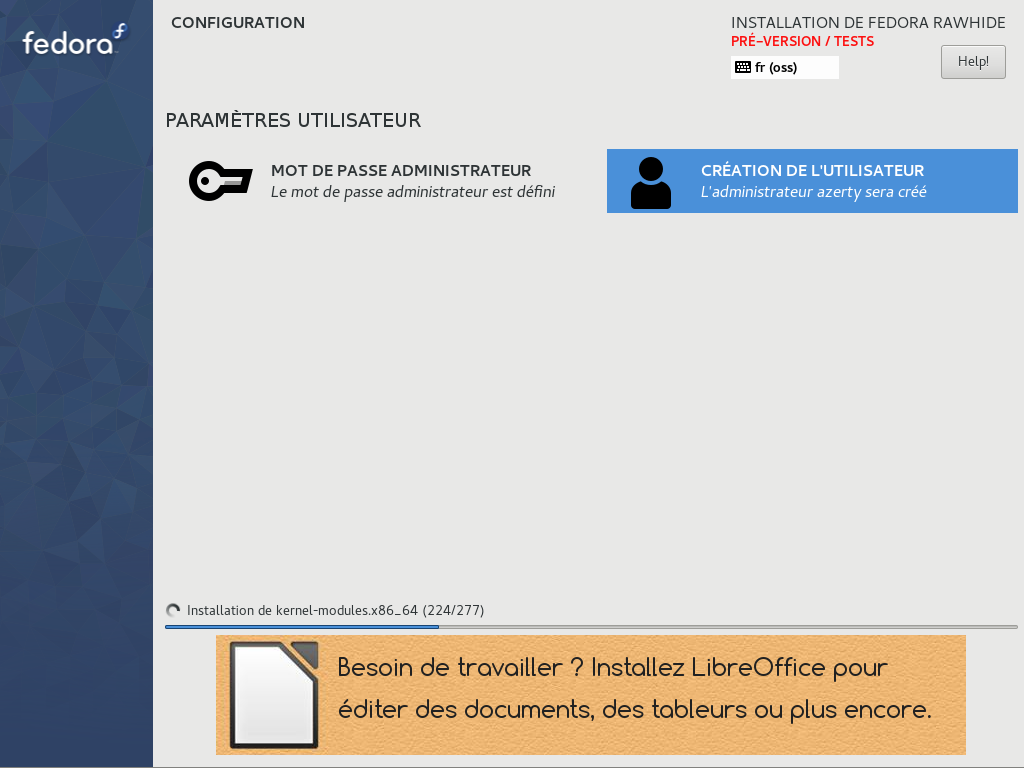 fedora
CONFIGURATION
INSTALLATION DE FEDORA RAWHIDE
PRÉ-VERSION / TESTS
fr (oss)
Help!
PARAMÈTRES UTILISATEUR
MOT DE PASSE ADMINISTRATEUR
Le mot de passe administrateur est défini
CRÉATION DE L'UTILISATEUR
L'administrateur azerty sera créé
Installation de kernel-modules.x86_64 (224/277)
Besoin de travailler ? Installez LibreOffice pour
éditer des documents, des tableurs ou plus encore.